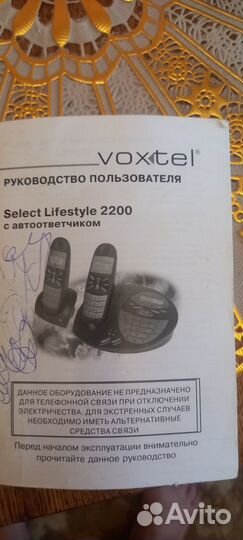 voxtel®
РУКОВОДСТВО ПОЛЬЗОВАТЕЛЯ
Select Lifestyle 2200
с автоответчиком
ДАННОЕ ОБОРУДОВАНИЕ НЕ ПРЕДНАЗНАЧЕНО
ДЛЯ ТЕЛЕФОННОЙ СВЯЗИ ПРИ ОТКЛЮЧЕНИИ
ЭЛЕКТРИЧЕСТВА. ДЛЯ ЭКСТРЕННЫХ СЛУЧАЕВ
НЕОБХОДИМО ИМЕТЬ АЛЬТЕРНАТИВНЫЕ
СРЕДСТВА СВЯЗИ
Перед началом эксплуатации внимательно
прочитайте данное руководство
Avito